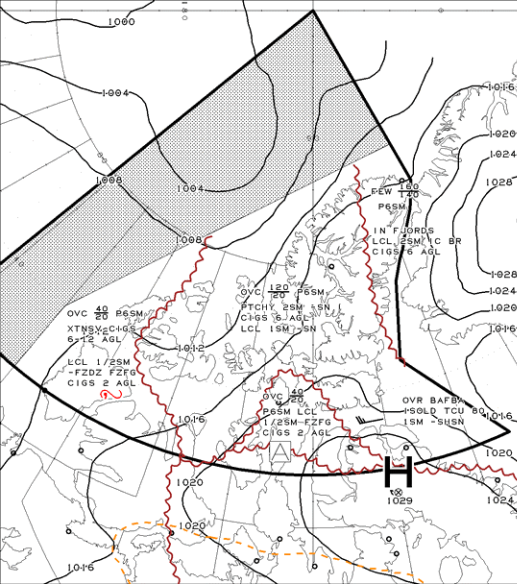 1000
1004
1008
1004
1008
1012
1016
1020
1020
1016
1016
1020
1024
1028
1028
1024
1020
1016
1016
1020
1024
FEW 160
140
P6SM
IN FJORDS
LCL 2SM IC BR
CIGS 6 AGL
OVC 120 P6SM
20
PTCHY 2SM -SN
CIGS 6 AGL
LCL 1SM -SN
OVC 40 P6SM
20
XTNSV CIGS
6-12 AGL
LCL 1/2SM
-FZDZ FZFG
CIGS 2 AGL
OVC 40
20
P6SM LCL
1/2SM FZFG
CIGS 2 AGL
OVR BAFBA
ISOLD TCU 80
1SM -SHSN
H
1029